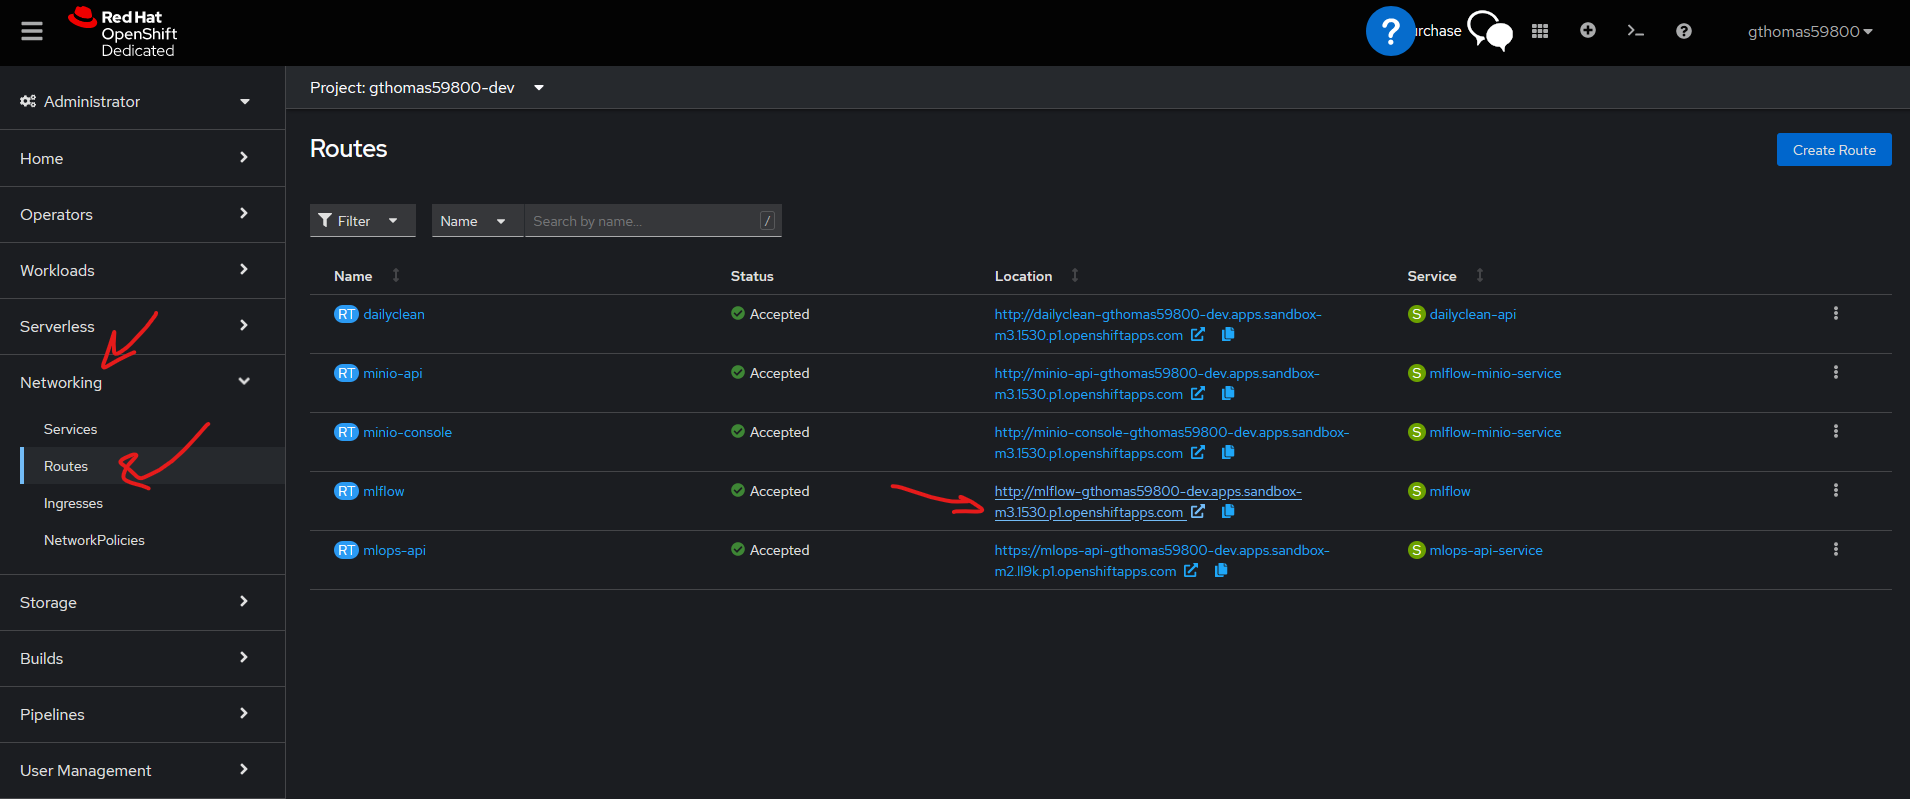 Red Hat
OpenShift
Dedicated
?
rchase
gthomas59800
Administrator
Home
Operators
Workloads
Serverless
Networking
Services
Routes
Ingresses
NetworkPolicies
Storage
Builds
Pipelines
User Management
Project: gthomas59800-dev
Routes
Create Route
Filter
Name
Search by name...
/
Name Status Location Service
RT dailyclean Accepted http://dailyclean-gthomas59800-dev.apps.sandbox- S dailyclean-api
m3.1530.p1.openshiftapps.com
RT minio-api Accepted http://minio-api-gthomas59800-dev.apps.sandbox- S mlflow-minio-service
m3.1530.p1.openshiftapps.com
RT minio-console Accepted http://minio-console-gthomas59800-dev.apps.sandbox- S mlflow-minio-service
m3.1530.p1.openshiftapps.com
RT mlflow Accepted http://mlflow-gthomas59800-dev.apps.sandbox- S mlflow
m3.1530.p1.openshiftapps.com
RT mlops-api Accepted https://mlops-api-gthomas59800-dev.apps.sandbox- S mlops-api-service
m2.ll9k.p1.openshiftapps.com